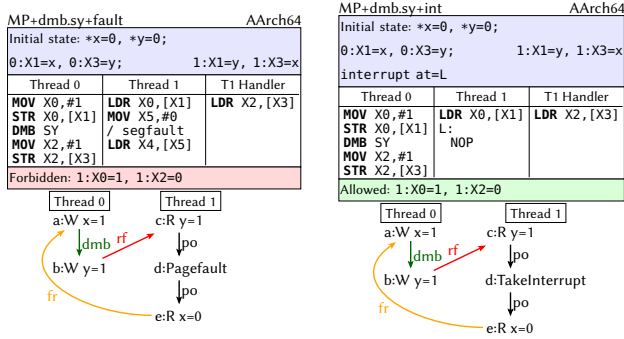 MP+dmb.sy+fault AArch64
Initial state: *x=0, *y=0;
0:X1=x, 0:X3=y; 1:X1=y, 1:X3=x
Thread 0 Thread 1 T1 Handler
MOV X0,#1 LDR X0,[X1] LDR X2,[X3]
STR X0,[X1] MOV X5,#0
DMB SY / segfault
MOV X2,#1 LDR X4,[X5]
STR X2,[X3]
Forbidden: 1:X0=1, 1:X2=0
Thread 0 Thread 1
a:W x=1 c:R y=1
dmb rf po
b:W y=1 d:Pagefault
fr po
e:R x=0
MP+dmb.sy+int AArch64
Initial state: *x=0, *y=0;
0:X1=x, 0:X3=y; 1:X1=y, 1:X3=x
interrupt at=L
Thread 0 Thread 1 T1 Handler
MOV X0,#1 LDR X0,[X1] LDR X2,[X3]
STR X0,[X1] L:
DMB SY NOP
MOV X2,#1
STR X2,[X3]
Allowed: 1:X0=1, 1:X2=0
Thread 0 Thread 1
a:W x=1 c:R y=1
dmb rf po
b:W y=1 d:TakeInterrupt
fr po
e:R x=0